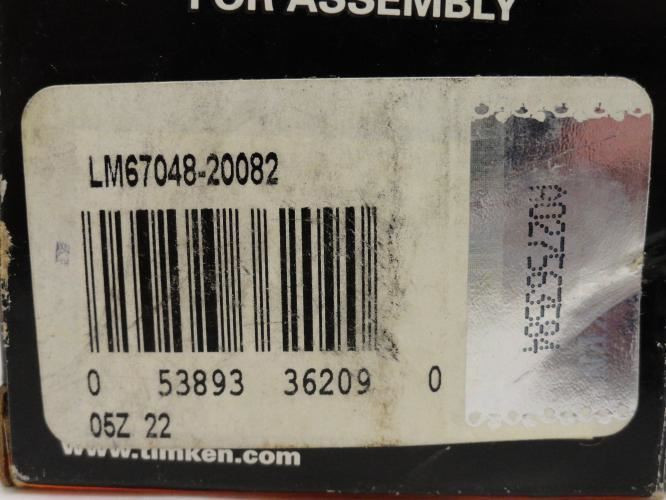 FOR ASSEMBLY
LM67048-20082
0 53893 36209 0
05Z 22
www.timken.com